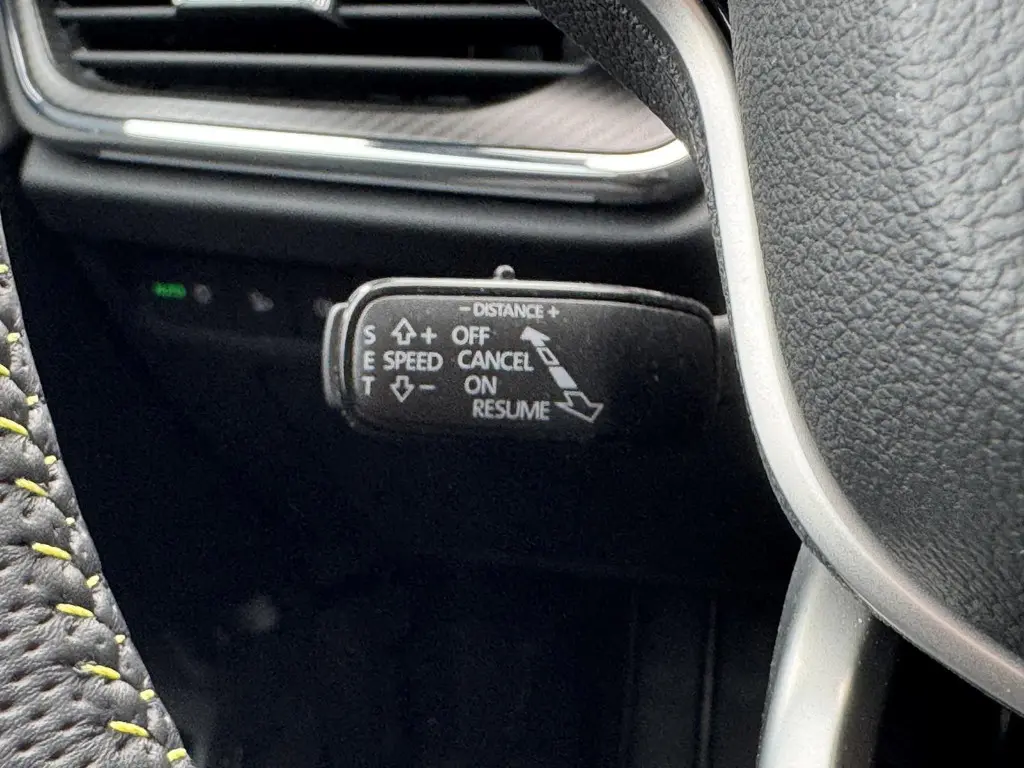 - DISTANCE +
S ⇧ + OFF
E SPEED CANCEL
T ⇩ - ON
RESUME